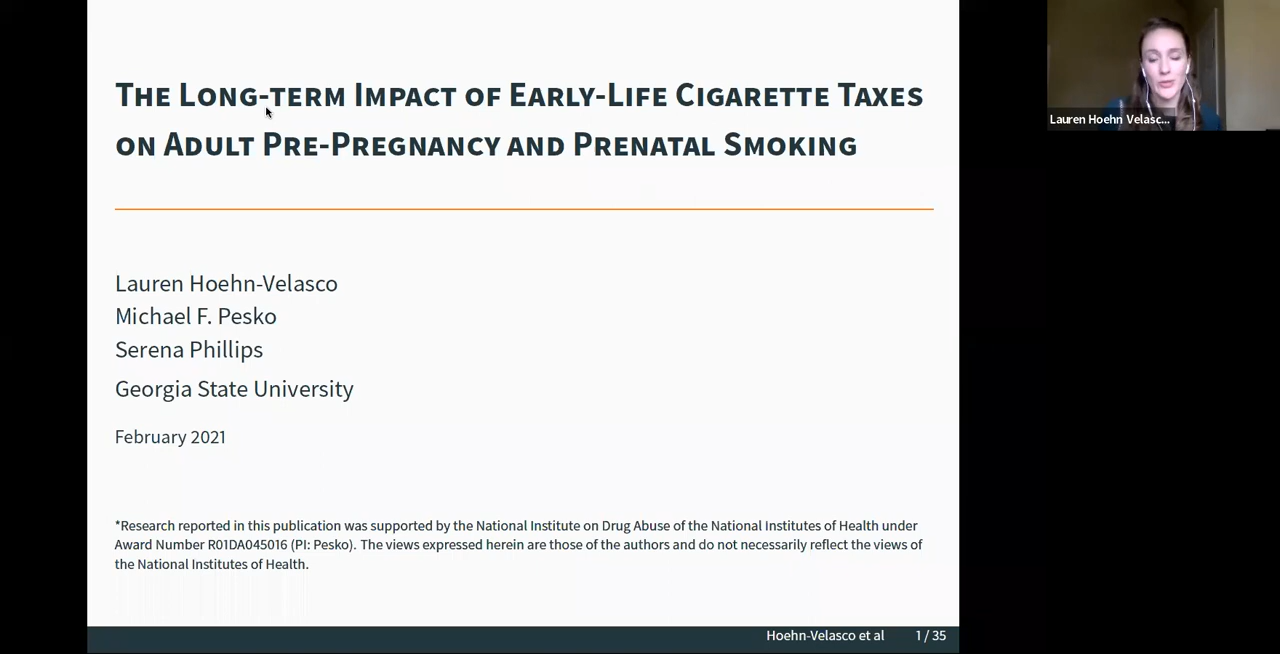 THE LONG-TERM IMPACT OF EARLY-LIFE CIGARETTE TAXES
ON ADULT PRE-PREGNANCY AND PRENATAL SMOKING
Lauren Hoehn-Velasco
Michael F. Pesko
Serena Phillips
Georgia State University
February 2021
*Research reported in this publication was supported by the National Institute on Drug Abuse of the National Institutes of Health under
Award Number R01DA045016 (PI: Pesko). The views expressed herein are those of the authors and do not necessarily reflect the views of
the National Institutes of Health.
Hoehn-Velasco et al 1 / 35
Lauren Hoehn Velasc...